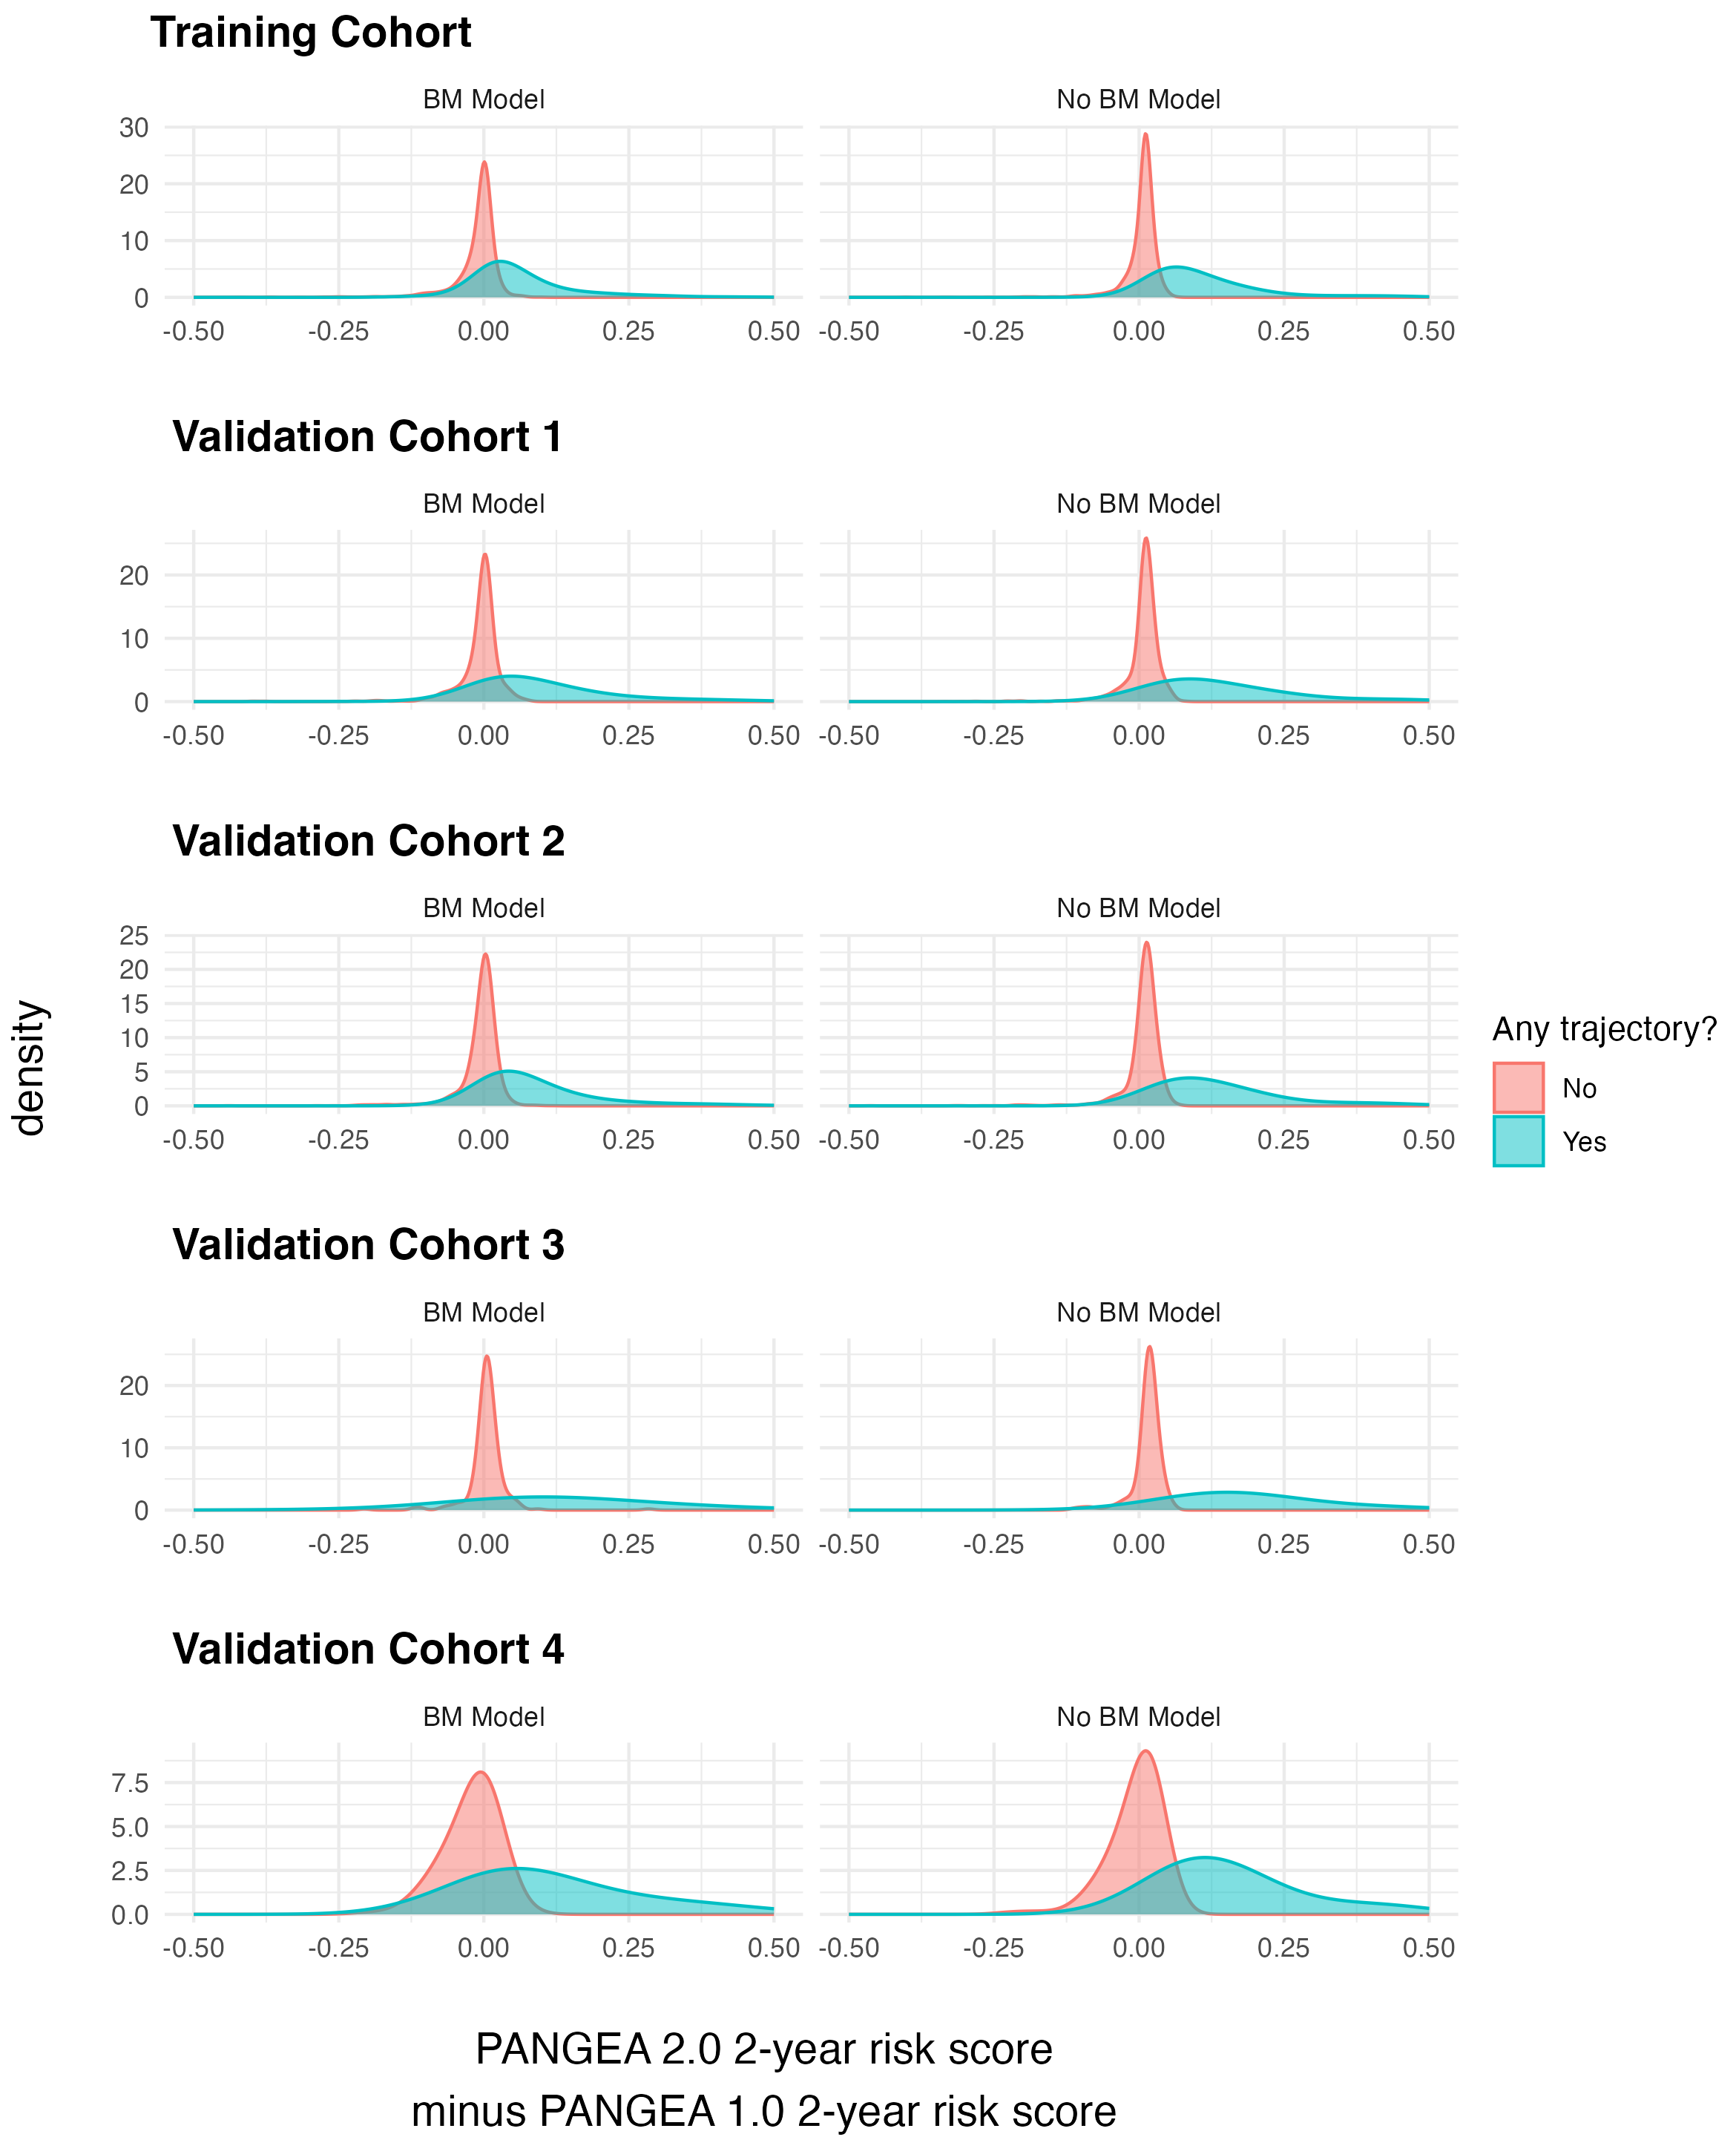 Training Cohort
BM Model
No BM Model
30
20
10
0
-0.50 -0.25 0.00 0.25 0.50 -0.50 -0.25 0.00 0.25 0.50
Validation Cohort 1
BM Model
No BM Model
20
10
0
-0.50 -0.25 0.00 0.25 0.50 -0.50 -0.25 0.00 0.25 0.50
Validation Cohort 2
BM Model
No BM Model
25
20
15
10
5
0
-0.50 -0.25 0.00 0.25 0.50 -0.50 -0.25 0.00 0.25 0.50
density
Any trajectory?
No
Yes
Validation Cohort 3
BM Model
No BM Model
20
10
0
-0.50 -0.25 0.00 0.25 0.50 -0.50 -0.25 0.00 0.25 0.50
Validation Cohort 4
BM Model
No BM Model
7.5
5.0
2.5
0.0
-0.50 -0.25 0.00 0.25 0.50 -0.50 -0.25 0.00 0.25 0.50
PANGEA 2.0 2-year risk score
minus PANGEA 1.0 2-year risk score